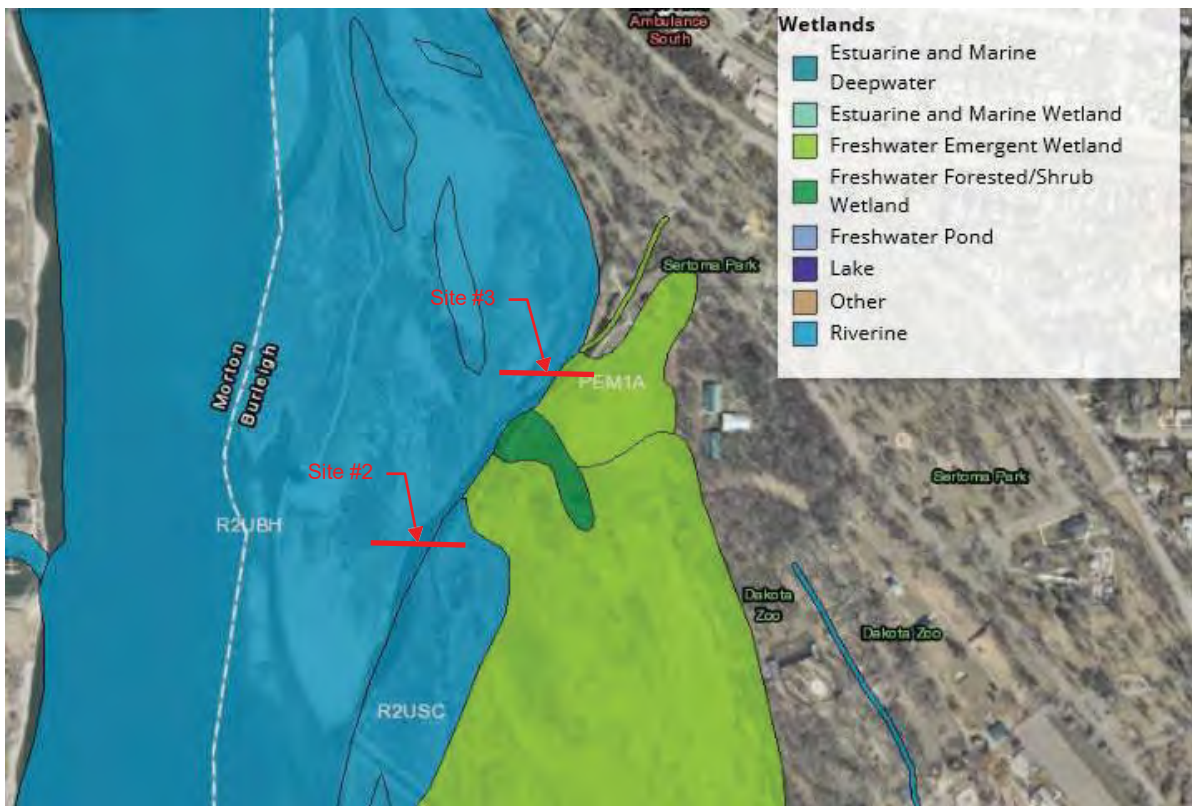 Ambulance
South
Wetlands
Estuarine and Marine
Deepwater
Estuarine and Marine Wetland
Freshwater Emergent Wetland
Freshwater Forested/Shrub
Wetland
Freshwater Pond
Lake
Other
Riverine
Sertoma Park
Site #3
PEM1A
Morton
Burleigh
Site #2
Sertoma Park
R2UBH
Dakota
Zoo
Dakota Zoo
R2USC